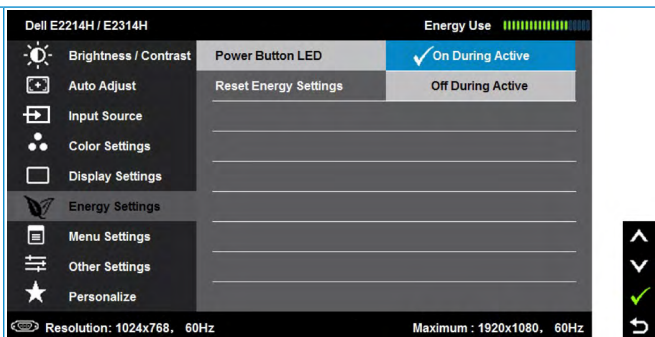 Dell E2214H / E2314H Energy Use
Brightness / Contrast Power Button LED On During Active
Auto Adjust Reset Energy Settings Off During Active
Input Source
Color Settings
Display Settings
Energy Settings
Menu Settings
Other Settings
Personalize
Resolution: 1024x768, 60Hz Maximum : 1920x1080, 60Hz